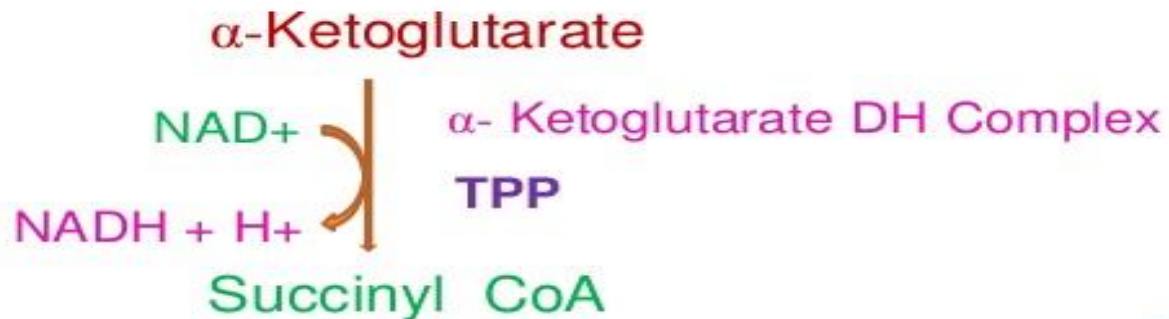 α-Ketoglutarate
NAD+
α- Ketoglutarate DH Complex
TPP
NADH + H+
Succinyl CoA